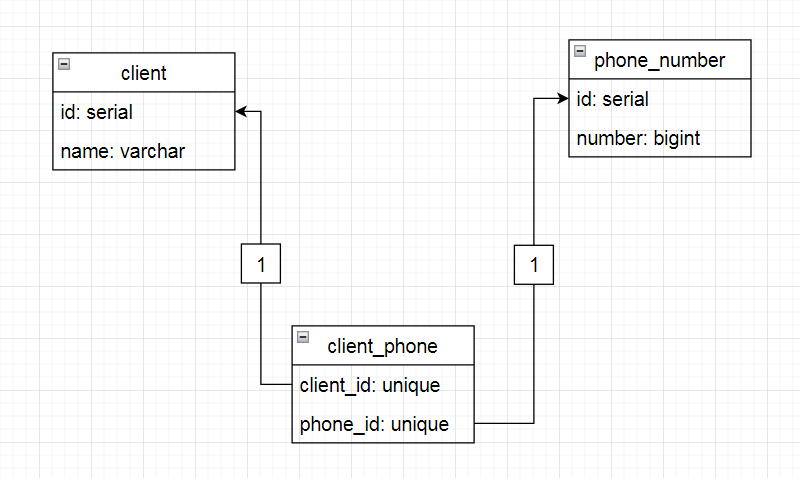 client
id: serial
name: varchar
phone_number
id: serial
number: bigint
1
1
client_phone
client_id: unique
phone_id: unique